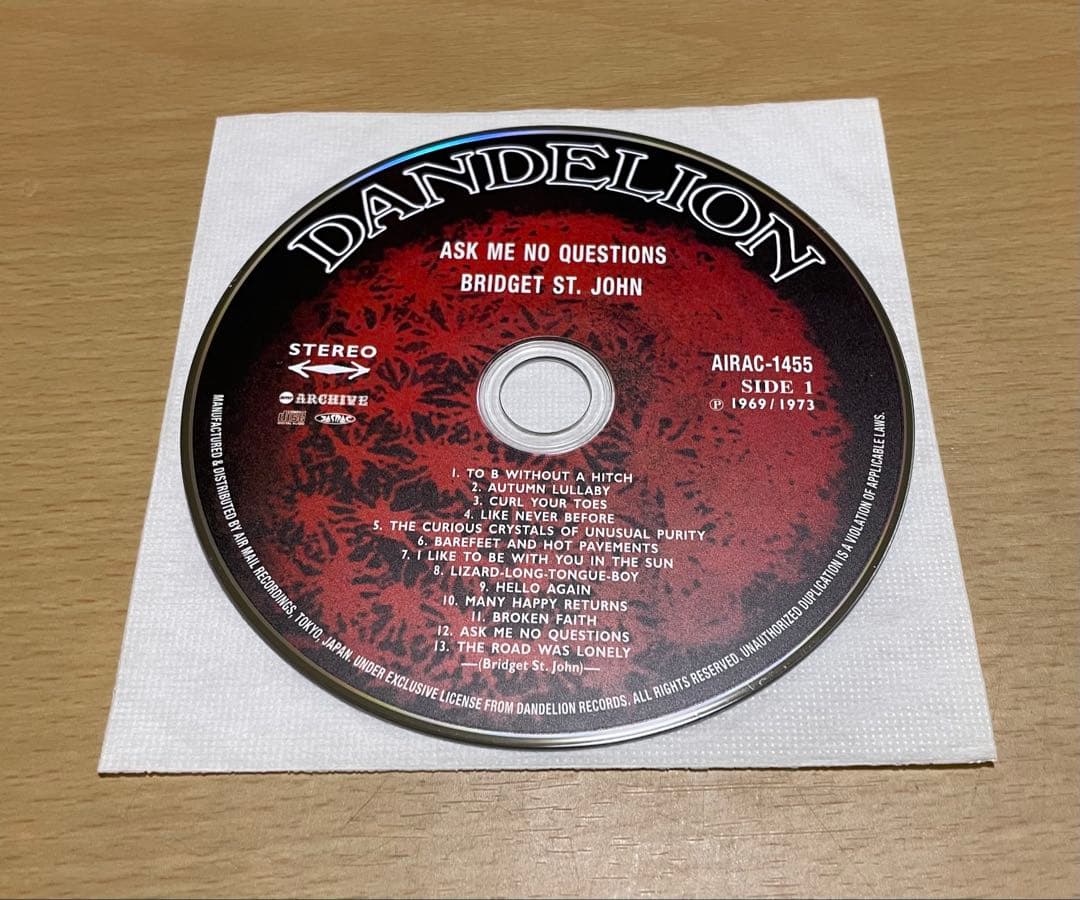 DANDELION
ASK ME NO QUESTIONS
BRIDGET ST. JOHN
STEREO
ARCHIVE
AIRAC-1455
SIDE 1
℗ 1969/1973
1. TO B WITHOUT A HITCH
2. AUTUMN LULLABY
3. CURL YOUR TOES
4. LIKE NEVER BEFORE
5. THE CURIOUS CRYSTALS OF UNUSUAL PURITY
6. BAREFEET AND HOT PAVEMENTS
7. I LIKE TO BE WITH YOU IN THE SUN
8. LIZARD-LONG-TONGUE-BOY
9. HELLO AGAIN
10. MANY HAPPY RETURNS
11. BROKEN FAITH
12. ASK ME NO QUESTIONS
13. THE ROAD WAS LONELY
—(Bridget St. John)—
MANUFACTURED & DISTRIBUTED BY AIR MAIL RECORDINGS, TOKYO, JAPAN. UNDER EXCLUSIVE LICENSE FROM DANDELION RECORDS. ALL RIGHTS RESERVED. UNAUTHORIZED DUPLICATION IS A VIOLATION OF APPLICABLE LAWS.